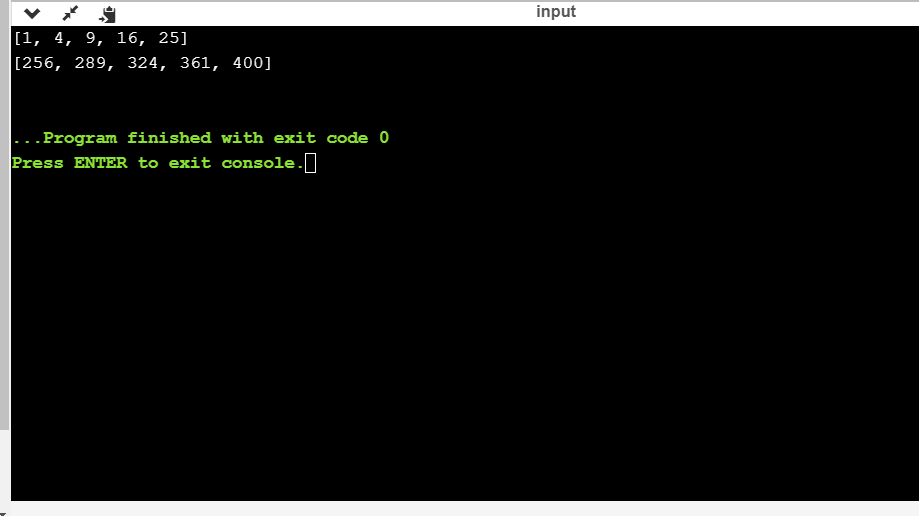 input
[1, 4, 9, 16, 25]
[256, 289, 324, 361, 400]
...Program finished with exit code 0
Press ENTER to exit console.